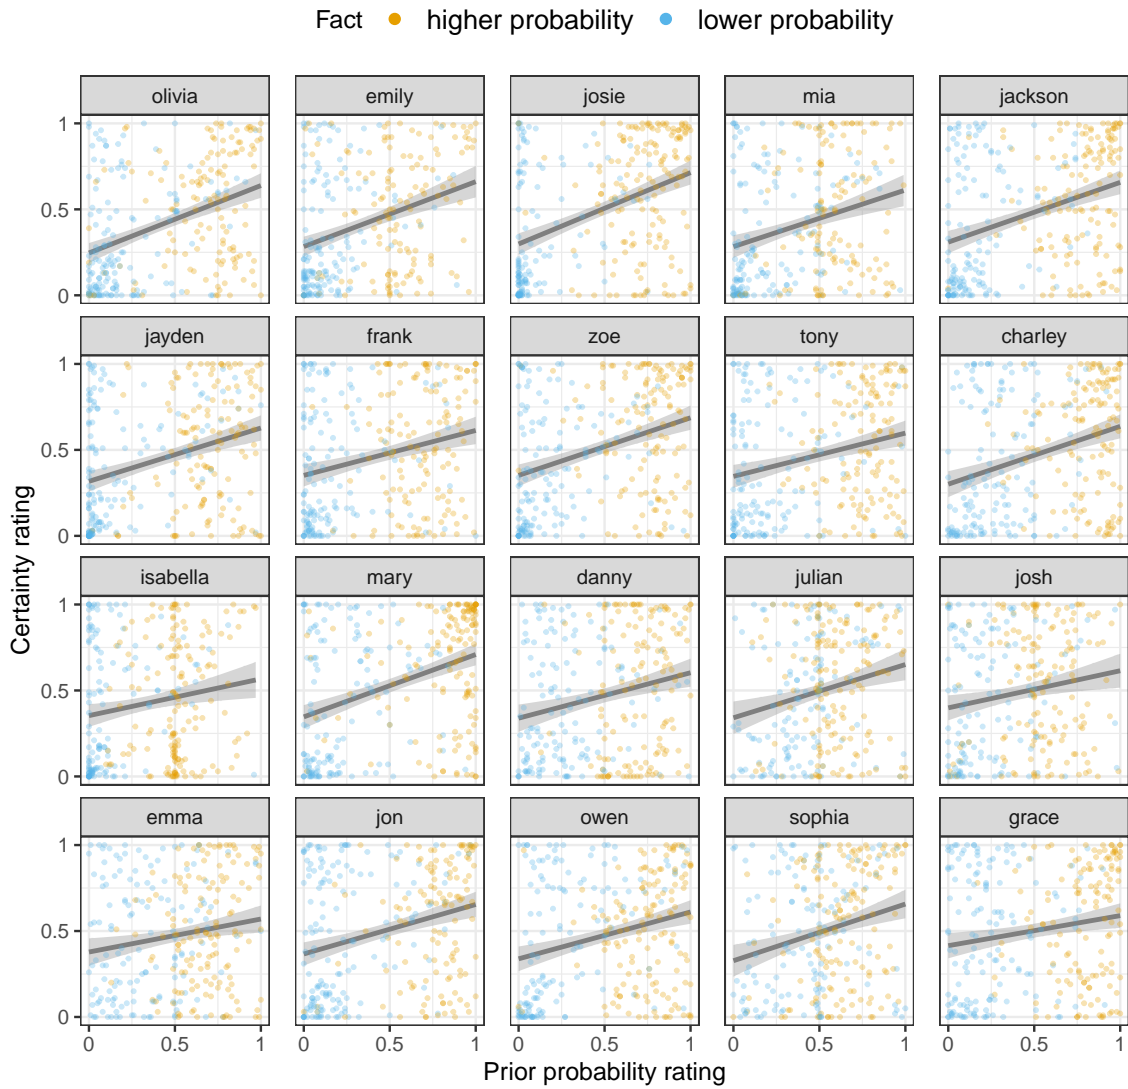 Fact higher probability lower probability
olivia emily josie mia jackson
1
0.5
0
jayden frank zoe tony charley
1
0.5
0
isabella mary danny julian josh
1
0.5
0
emma jon owen sophia grace
1
0.5
0
0 0.5 1 0 0.5 1 0 0.5 1 0 0.5 1 0 0.5 1
Prior probability rating
Certainty rating